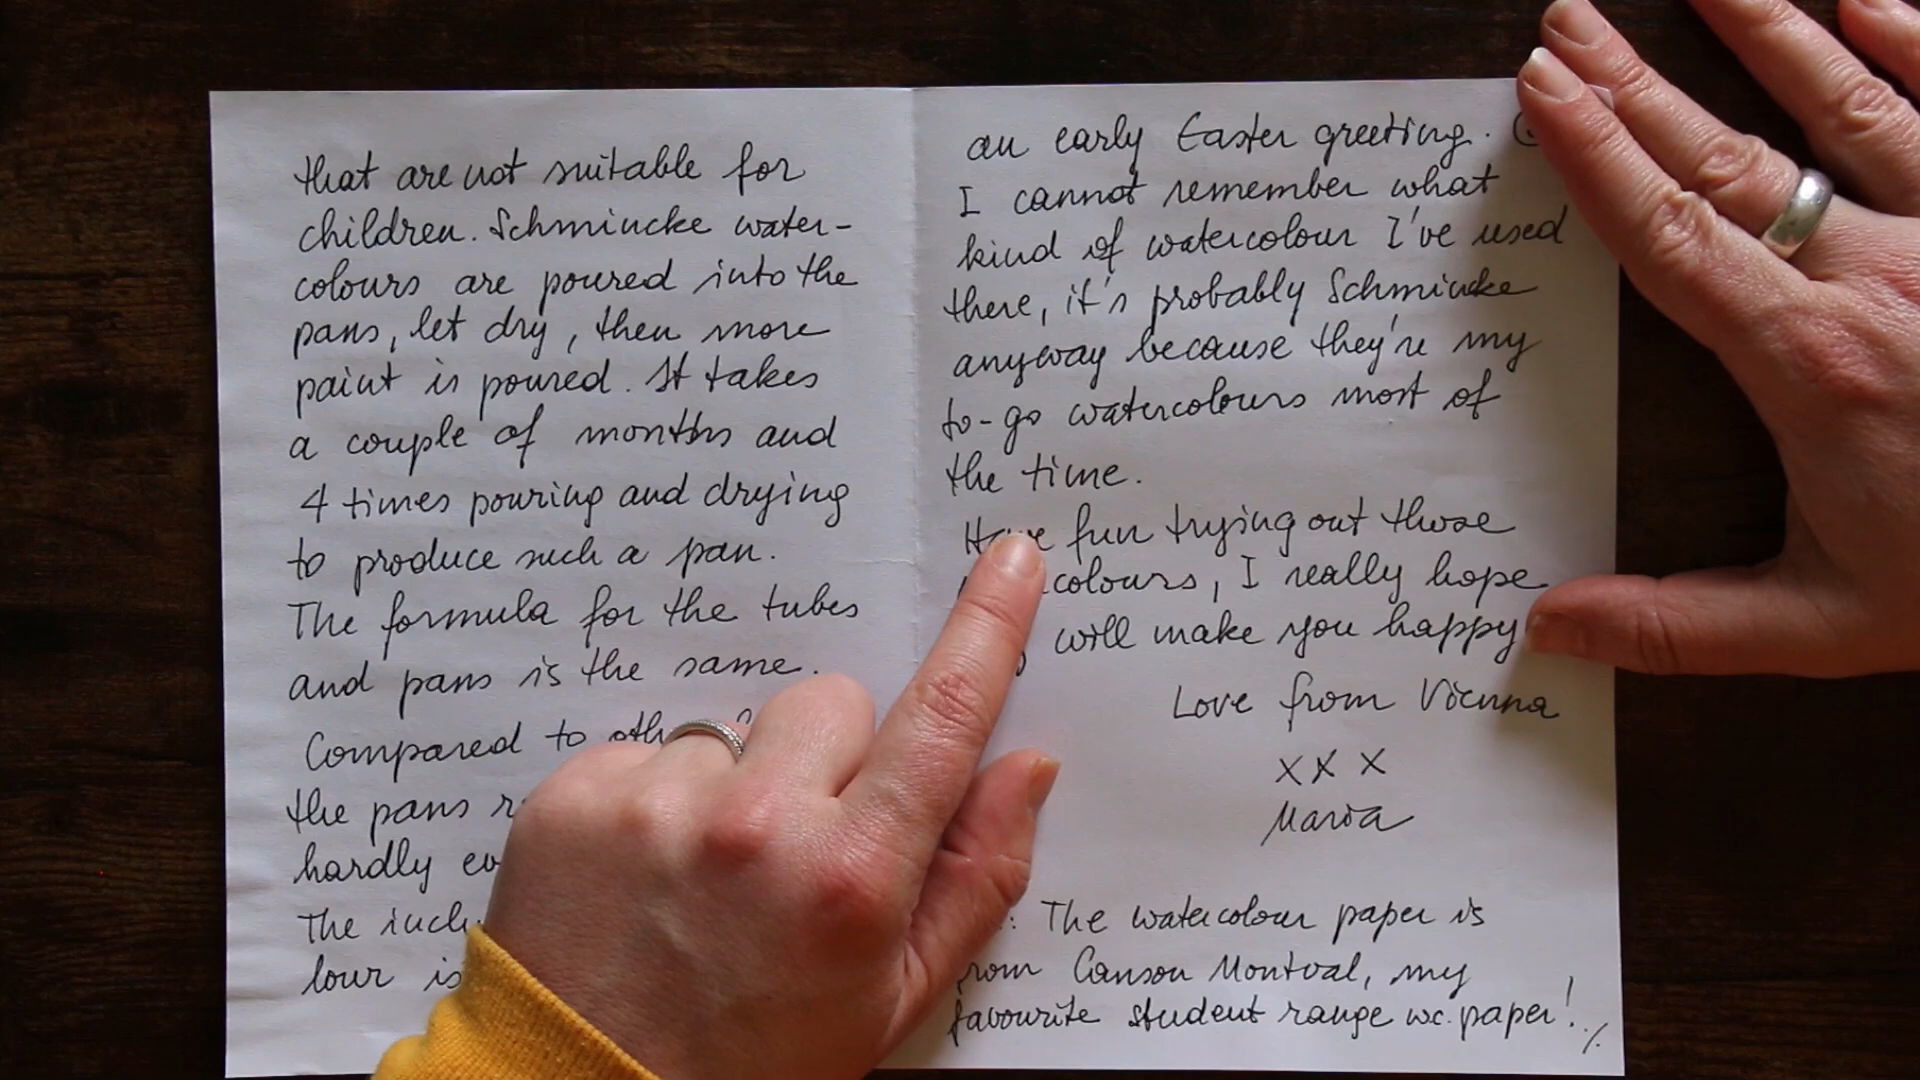 that are not suitable for
children. Schmincke water-
colours are poured into the
pans, let dry, then more
paint is poured. It takes
a couple of months and
4 times pouring and drying
to produce such a pan.
The formula for the tubes
and pans is the same.
Compared to
the pans
hardly
The
lour is
an early Easter greeting.
I cannot remember what
kind of watercolour I've used
there, it's probably Schmincke
anyway because they're my
to-go watercolours most of
the time.
Have fun trying out those
colours, I really hope
will make you happy
Love from Vienna
xx x
Maria
The watercolour paper is
from Canson Montval, my
favourite student range wc. paper! ./.